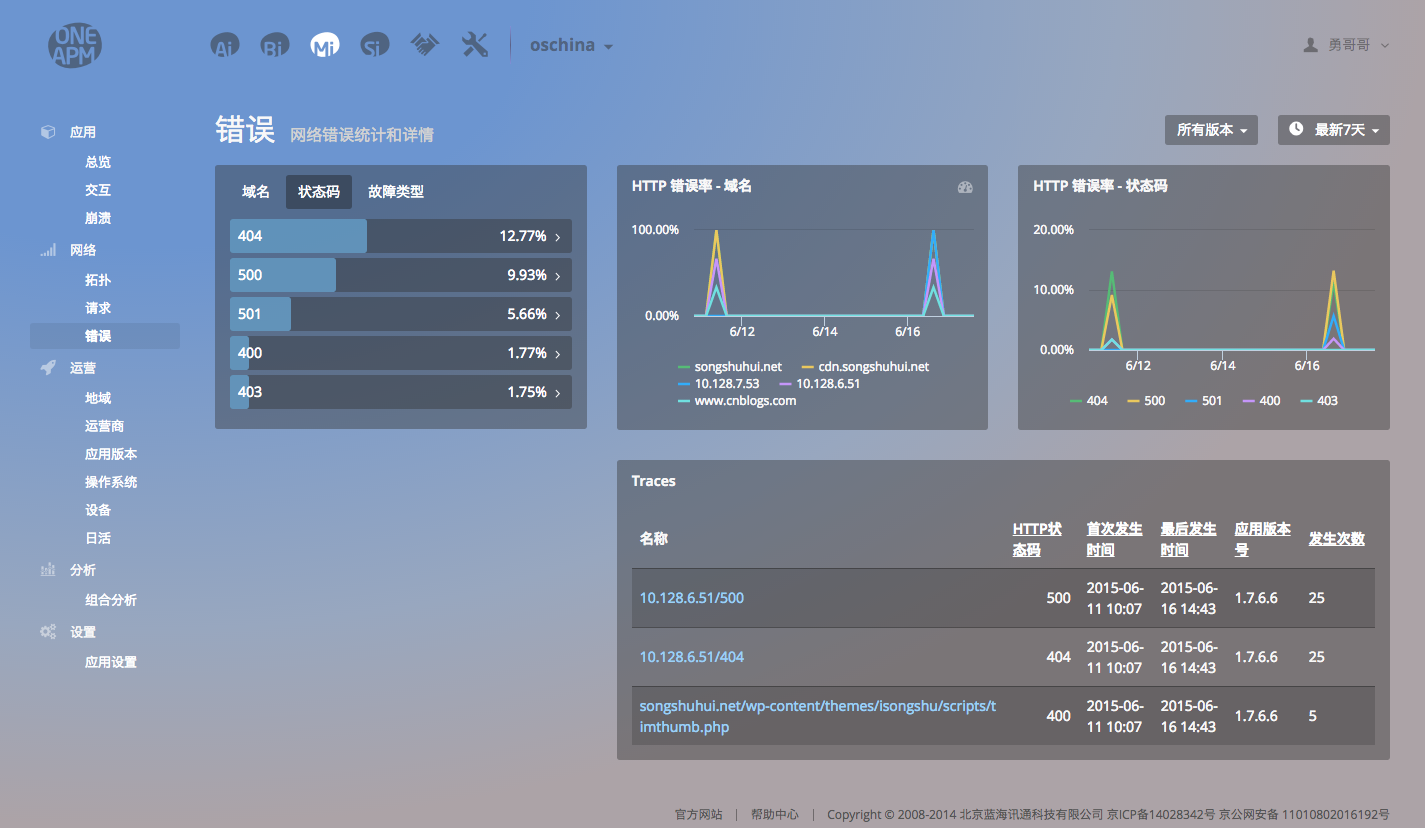 ONE
APM
Ai
Bi
Mi
Si
oschina
勇哥哥
应用
总览
交互
崩溃
网络
拓扑
请求
错误
运营
地域
运营商
应用版本
操作系统
设备
日活
分析
组合分析
设置
应用设置
错误 网络错误统计和详情
所有版本
最新7天
域名 状态码 故障类型
404 12.77%
500 9.93%
501 5.66%
400 1.77%
403 1.75%
HTTP 错误率 - 域名
100.00%
0.00%
6/12 6/14 6/16
songshuhui.net cdn.songshuhui.net
10.128.7.53 10.128.6.51
www.cnblogs.com
HTTP 错误率 - 状态码
20.00%
10.00%
0.00%
6/12 6/14 6/16
404 500 501 400 403
Traces
名称
HTTP状
态码
首次发生
时间
最后发生
时间
应用版本
号
发生次数
10.128.6.51/500
500
2015-06-
11 10:07
2015-06-
16 14:43
1.7.6.6
25
10.128.6.51/404
404
2015-06-
11 10:07
2015-06-
16 14:43
1.7.6.6
25
songshuhui.net/wp-content/themes/isongshu/scripts/t
imthumb.php
400
2015-06-
11 10:07
2015-06-
16 14:43
1.7.6.6
5
官方网站 | 帮助中心 | Copyright © 2008-2014 北京蓝海讯通科技有限公司 京ICP备14028342号 京公网安备 11010802016192号